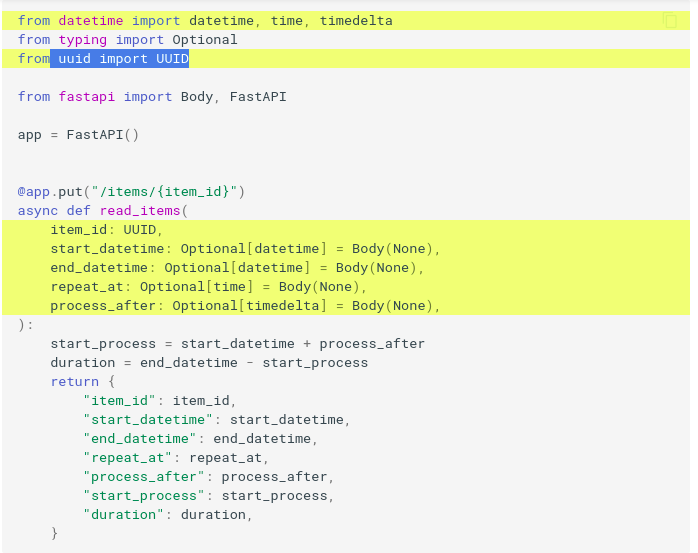 from datetime import datetime, time, timedelta
from typing import Optional
from uuid import UUID

from fastapi import Body, FastAPI

app = FastAPI()


@app.put("/items/{item_id}")
async def read_items(
    item_id: UUID,
    start_datetime: Optional[datetime] = Body(None),
    end_datetime: Optional[datetime] = Body(None),
    repeat_at: Optional[time] = Body(None),
    process_after: Optional[timedelta] = Body(None),
):
    start_process = start_datetime + process_after
    duration = end_datetime - start_process
    return {
        "item_id": item_id,
        "start_datetime": start_datetime,
        "end_datetime": end_datetime,
        "repeat_at": repeat_at,
        "process_after": process_after,
        "start_process": start_process,
        "duration": duration,
    }